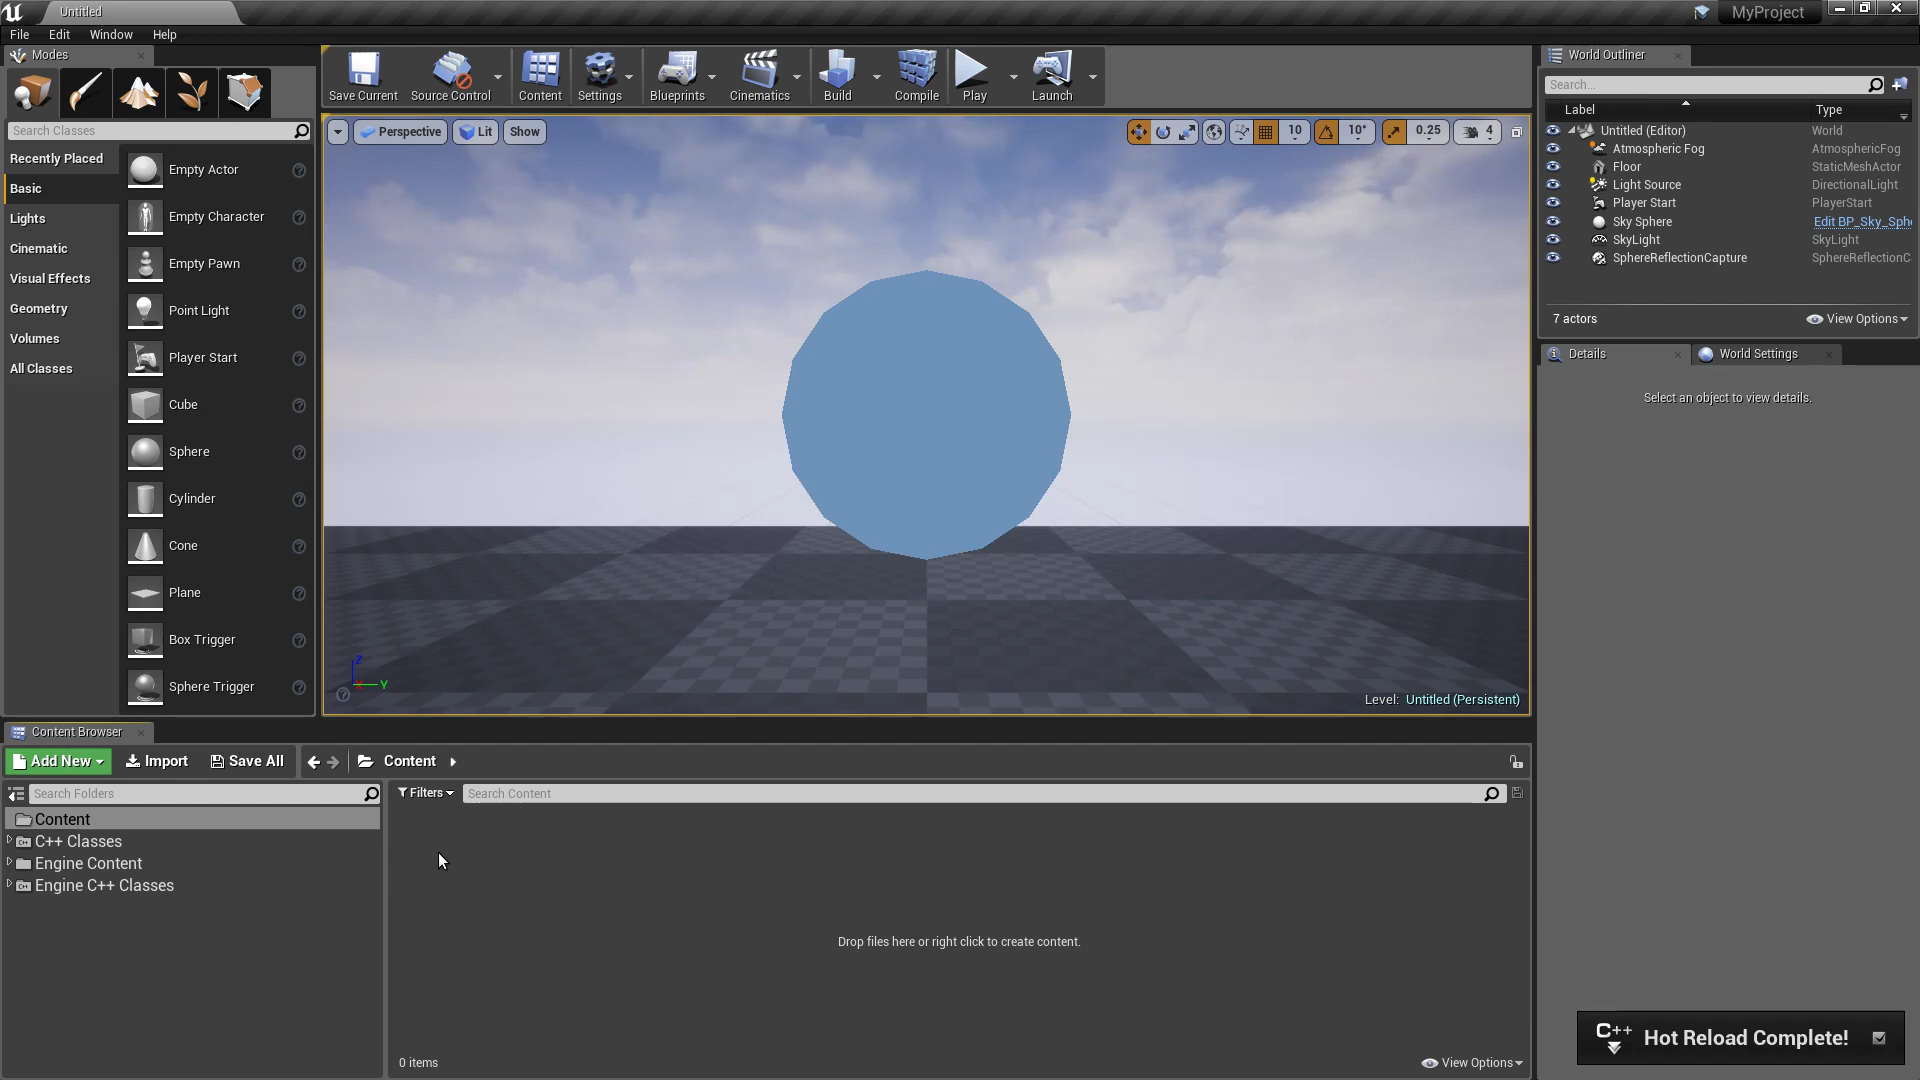 Untitled
MyProject
File Edit Window Help
Modes
Search Classes
Recently Placed
Basic
Lights
Cinematic
Visual Effects
Geometry
Volumes
All Classes
Empty Actor
Empty Character
Empty Pawn
Point Light
Player Start
Cube
Sphere
Cylinder
Cone
Plane
Box Trigger
Sphere Trigger
Save Current Source Control Content Settings Blueprints Cinematics Build Compile Play Launch
Perspective Lit Show
10 10° 0.25 4
Z
X Y
Level: Untitled (Persistent)
World Outliner
Search...
Label Type
Untitled (Editor) World
Atmospheric Fog AtmosphericFog
Floor StaticMeshActor
Light Source DirectionalLight
Player Start PlayerStart
Sky Sphere Edit BP_Sky_Sph
SkyLight SkyLight
SphereReflectionCapture SphereReflectionC
7 actors View Options
Details World Settings
Select an object to view details.
Content Browser
Add New Import Save All Content
Search Folders
Content
C++ Classes
Engine Content
Engine C++ Classes
Filters Search Content
Drop files here or right click to create content.
0 items View Options
C++ Hot Reload Complete!